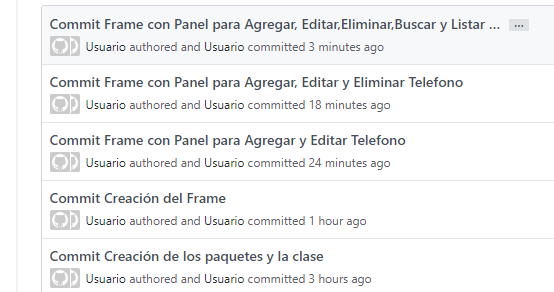 Commit Frame con Panel para Agregar, Editar,Eliminar,Buscar y Listar ... ...
Usuario authored and Usuario committed 3 minutes ago
Commit Frame con Panel para Agregar, Editar y Eliminar Telefono
Usuario authored and Usuario committed 18 minutes ago
Commit Frame con Panel para Agregar y Editar Telefono
Usuario authored and Usuario committed 24 minutes ago
Commit Creación del Frame
Usuario authored and Usuario committed 1 hour ago
Commit Creación de los paquetes y la clase
Usuario authored and Usuario committed 3 hours ago